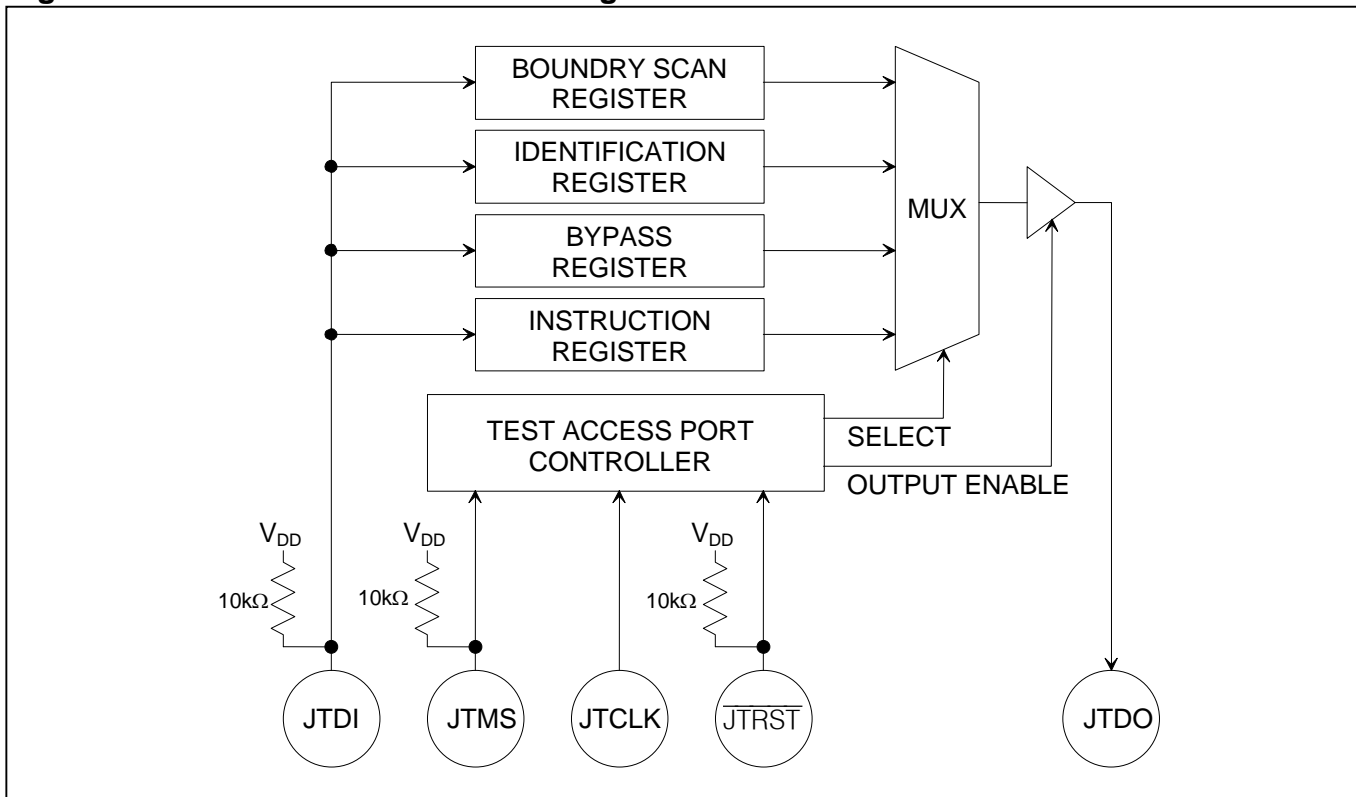 BOUNDRY SCAN
REGISTER
IDENTIFICATION
REGISTER
BYPASS
REGISTER
INSTRUCTION
REGISTER
MUX
TEST ACCESS PORT
CONTROLLER
SELECT
OUTPUT ENABLE
VDD
VDD
VDD
10kΩ
10kΩ
10kΩ
JTDI
JTMS
JTCLK
JTRST
JTDO